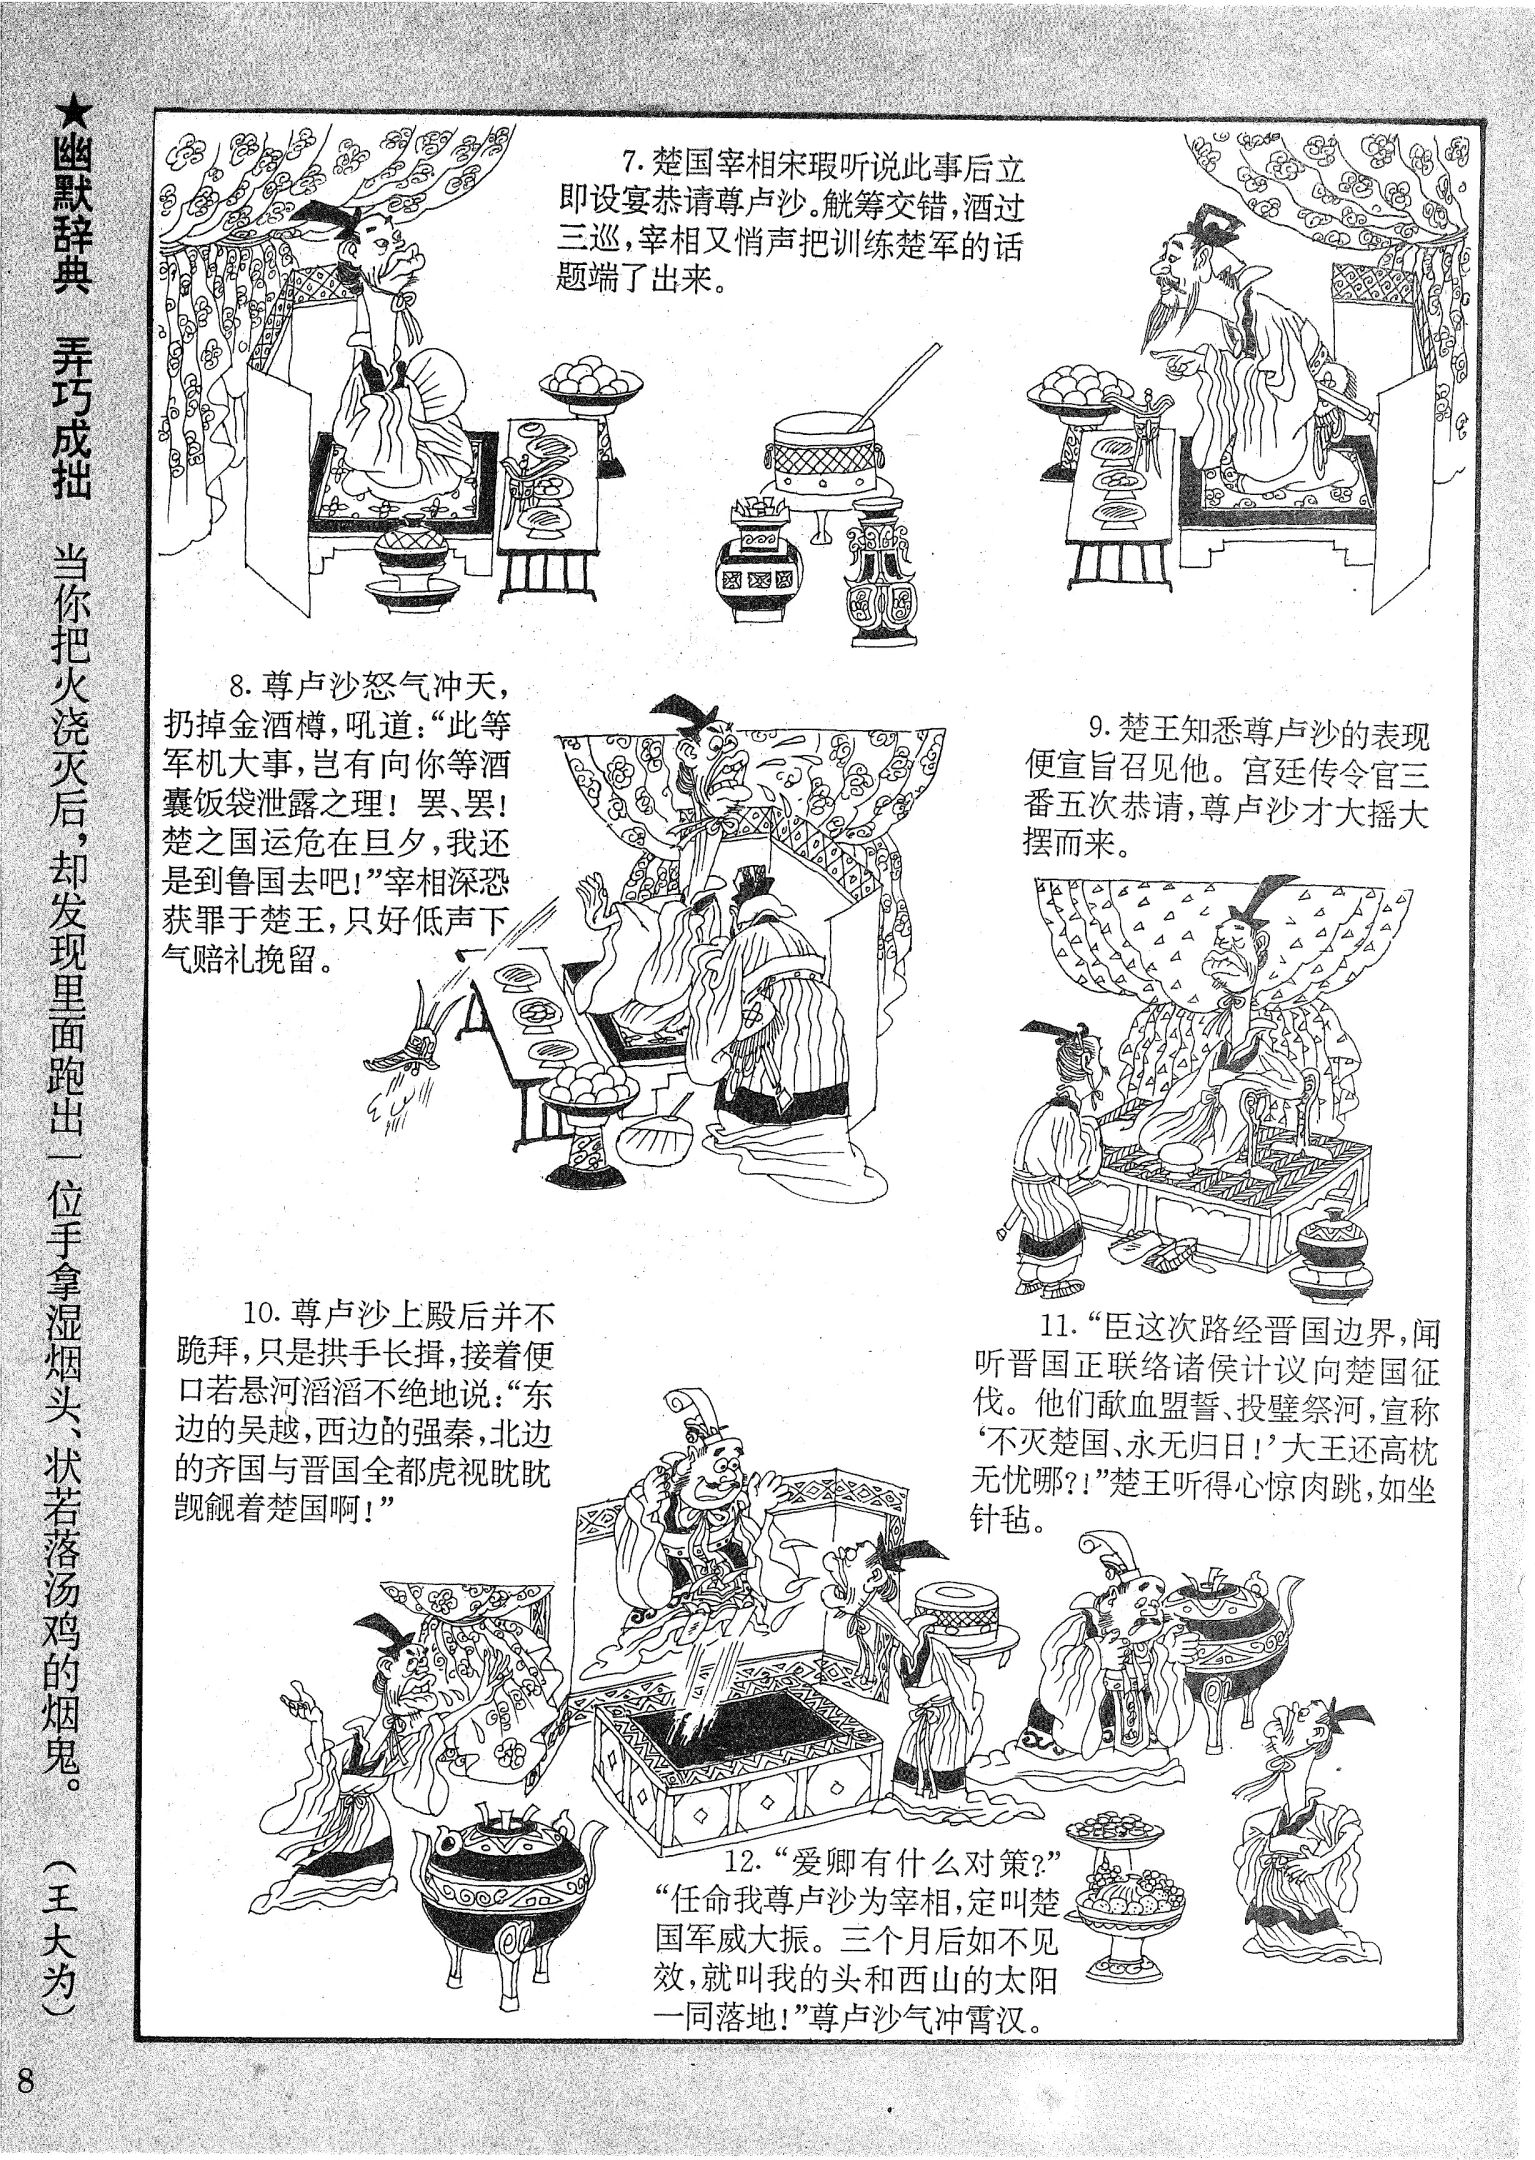 ★幽默辞典 弄巧成拙 当你把火浇灭后，却发现里面跑出一位手拿湿烟头、状若落汤鸡的烟鬼。 （王大为）
7. 楚国宰相宋瑕听说此事后立
即设宴恭请尊卢沙。觥筹交错，酒过
三巡，宰相又悄声把训练楚军的话
题端了出来。
8. 尊卢沙怒气冲天，
扔掉金酒樽，吼道：“此等
军机大事，岂有向你等酒
囊饭袋泄露之理！罢、罢！
楚之国运危在旦夕，我还
是到鲁国去吧！”宰相深恐
获罪于楚王，只好低声下
气赔礼挽留。
9. 楚王知悉尊卢沙的表现
便宣旨召见他。宫廷传令官三
番五次恭请，尊卢沙才大摇大
摆而来。
10. 尊卢沙上殿后并不
跪拜，只是拱手长揖，接着便
口若悬河滔滔不绝地说：“东
边的吴越，西边的强秦，北边
的齐国与晋国全都虎视眈眈
觊觎着楚国啊！”
11. “臣这次路经晋国边界，闻
听晋国正联络诸侯计议向楚国征
伐。他们歃血盟誓、投璧祭河，宣称
‘不灭楚国、永无归日！’大王还高枕
无忧哪？！”楚王听得心惊肉跳，如坐
针毡。
12. “爱卿有什么对策？”
“任命我尊卢沙为宰相，定叫楚
国军威大振。三个月后如不见
效，就叫我的头和西山的太阳
一同落地！”尊卢沙气冲霄汉。
8